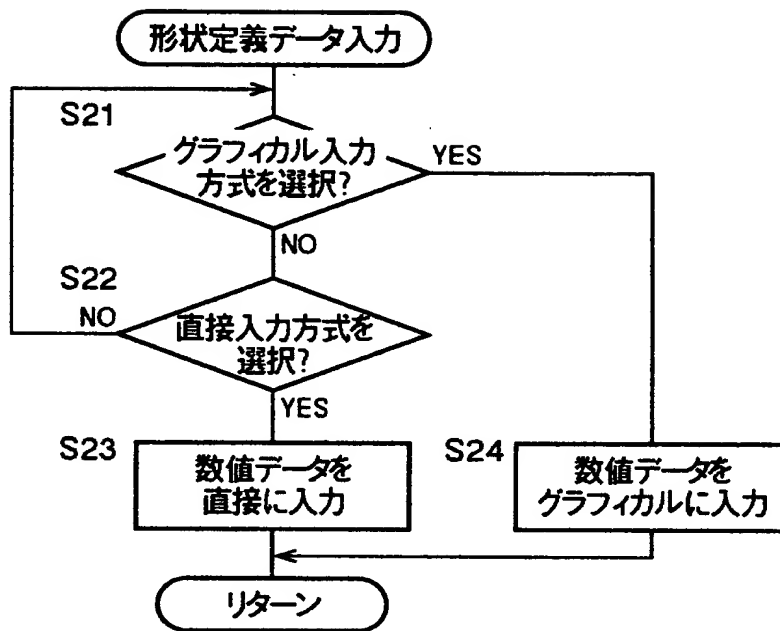 形状定義データ入力
S21
グラフィカル入力
方式を選択?
YES
NO
S22
NO
直接入力方式を
選択?
YES
S23
数値データを
直接に入力
S24
数値データを
グラフィカルに入力
リターン